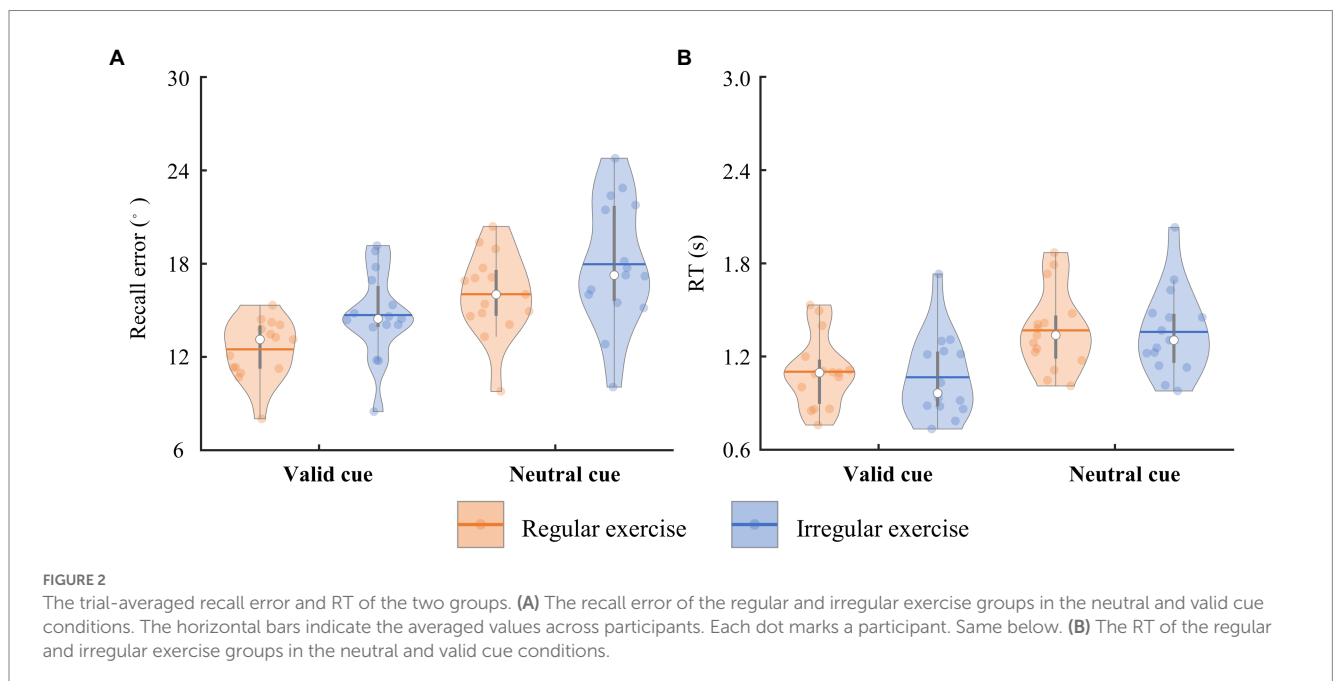 A
30
24
18
12
6
Recall error (°)
Valid cue
Neutral cue
B
3.0
2.4
1.8
1.2
0.6
RT (s)
Valid cue
Neutral cue
Regular exercise
Irregular exercise
FIGURE 2
The trial-averaged recall error and RT of the two groups. (A) The recall error of the regular and irregular exercise groups in the neutral and valid cue
conditions. The horizontal bars indicate the averaged values across participants. Each dot marks a participant. Same below. (B) The RT of the regular
and irregular exercise groups in the neutral and valid cue conditions.